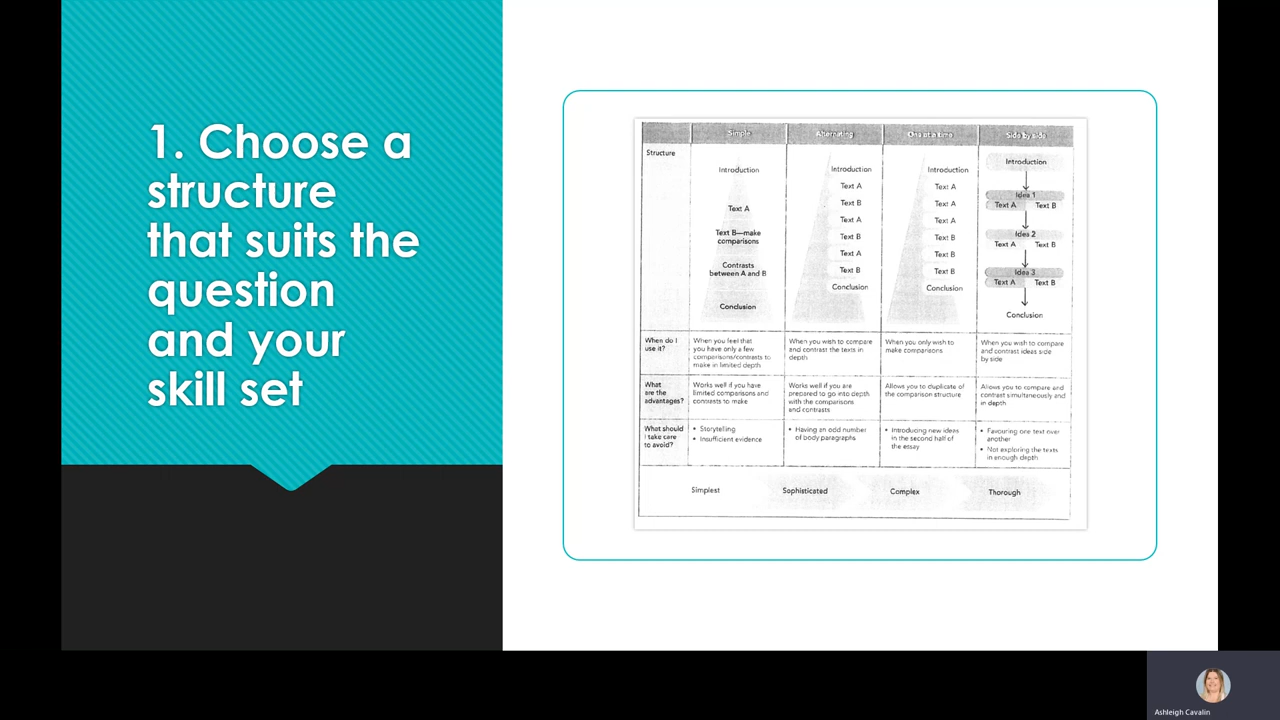 1. Choose a
structure
that suits the
question
and your
skill set
Simple
Alternating
One at a time
Side by side
Structure
Introduction
Text A
Text B—make
comparisons
Contrasts
between A and B
Conclusion
Introduction
Text A
Text B
Text A
Text B
Text A
Text B
Conclusion
Introduction
Text A
Text A
Text A
Text B
Text B
Text B
Conclusion
Introduction
Idea 1
Text A Text B
Idea 2
Text A Text B
Idea 3
Text A Text B
Conclusion
When do I
use it?
When you feel that
you have only a few
comparisons/contrasts to
make in limited depth
When you wish to compare
and contrast the texts in
depth
When you only wish to
make comparisons
When you wish to compare
and contrast ideas side
by side
What
are the
advantages?
Works well if you have
limited comparisons and
contrasts to make
Works well if you are
prepared to go into depth
with the comparisons
and contrasts
Allows you to duplicate of
the comparison structure
Allows you to compare and
contrast simultaneously and
in depth
What should
I take care
to avoid?
• Storytelling
• Insufficient evidence
• Having an odd number
of body paragraphs
• Introducing new ideas
in the second half of
the essay
• Favouring one text over
another
• Not exploring the texts
in enough depth
Simplest
Sophisticated
Complex
Thorough
Ashleigh Cavalin